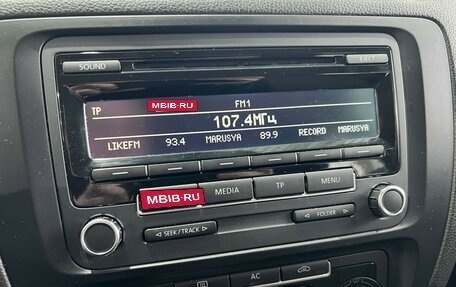 SOUND EJECT
TP MBIB·RU FM1
107.4МГц
LIKEFM 93.4 MARUSYA 89.9 RECORD MARUSYA
MBIB·RU MEDIA TP MENU
< SEEK / TRACK > < FOLDER >
AC